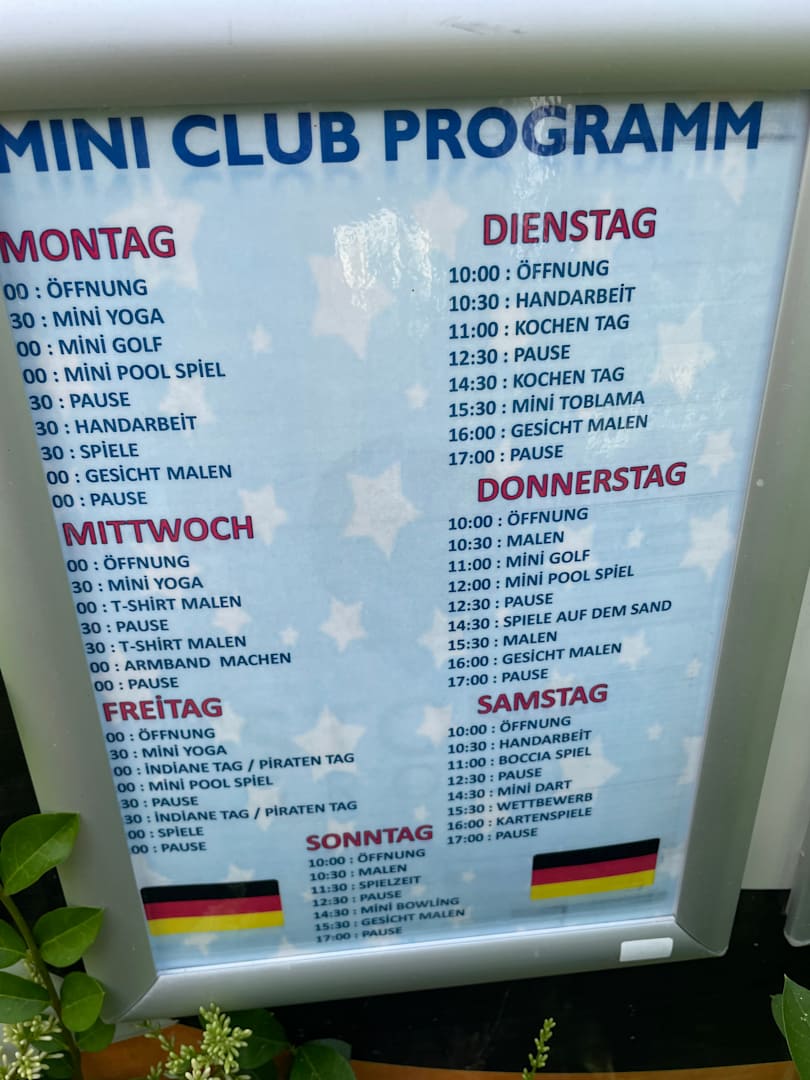 MINI CLUB PROGRAMM
MONTAG
00 : ÖFFNUNG
30 : MİNİ YOGA
00 : MİNİ GOLF
00 : MİNİ POOL SPİEL
30 : PAUSE
30 : HANDARBEİT
30 : SPİELE
00 : GESİCHT MALEN
00 : PAUSE
DIENSTAG
10:00 : ÖFFNUNG
10:30 : HANDARBEİT
11:00 : KOCHEN TAG
12:30 : PAUSE
14:30 : KOCHEN TAG
15:30 : MİNİ TOBLAMA
16:00 : GESİCHT MALEN
17:00 : PAUSE
MITTWOCH
00 : ÖFFNUNG
30 : MİNİ YOGA
00 : T-SHİRT MALEN
30 : PAUSE
30 : T-SHİRT MALEN
00 : ARMBAND MACHEN
00 : PAUSE
DONNERSTAG
10:00 : ÖFFNUNG
10:30 : MALEN
11:00 : MİNİ GOLF
12:00 : MİNİ POOL SPİEL
12:30 : PAUSE
14:30 : SPIELE AUF DEM SAND
15:30 : MALEN
16:00 : GESİCHT MALEN
17:00 : PAUSE
FREİTAG
00 : ÖFFNUNG
30 : MİNİ YOGA
00 : İNDİANE TAG / PİRATEN TAG
00 : MİNİ POOL SPİEL
30 : PAUSE
30 : İNDİANE TAG / PİRATEN TAG
00 : SPİELE
00 : PAUSE
SAMSTAG
10:00 : ÖFFNUNG
10:30 : HANDARBEİT
11:00 : BOCCIA SPİEL
12:30 : PAUSE
14:30 : MİNİ DART
15:30 : WETTBEWERB
16:00 : KARTENSPİELE
17:00 : PAUSE
SONNTAG
10:00 : ÖFFNUNG
10:30 : MALEN
11:30 : SPİELZEİT
12:30 : PAUSE
14:30 : MİNİ BOWLİNG
15:30 : GESİCHT MALEN
17:00 : PAUSE